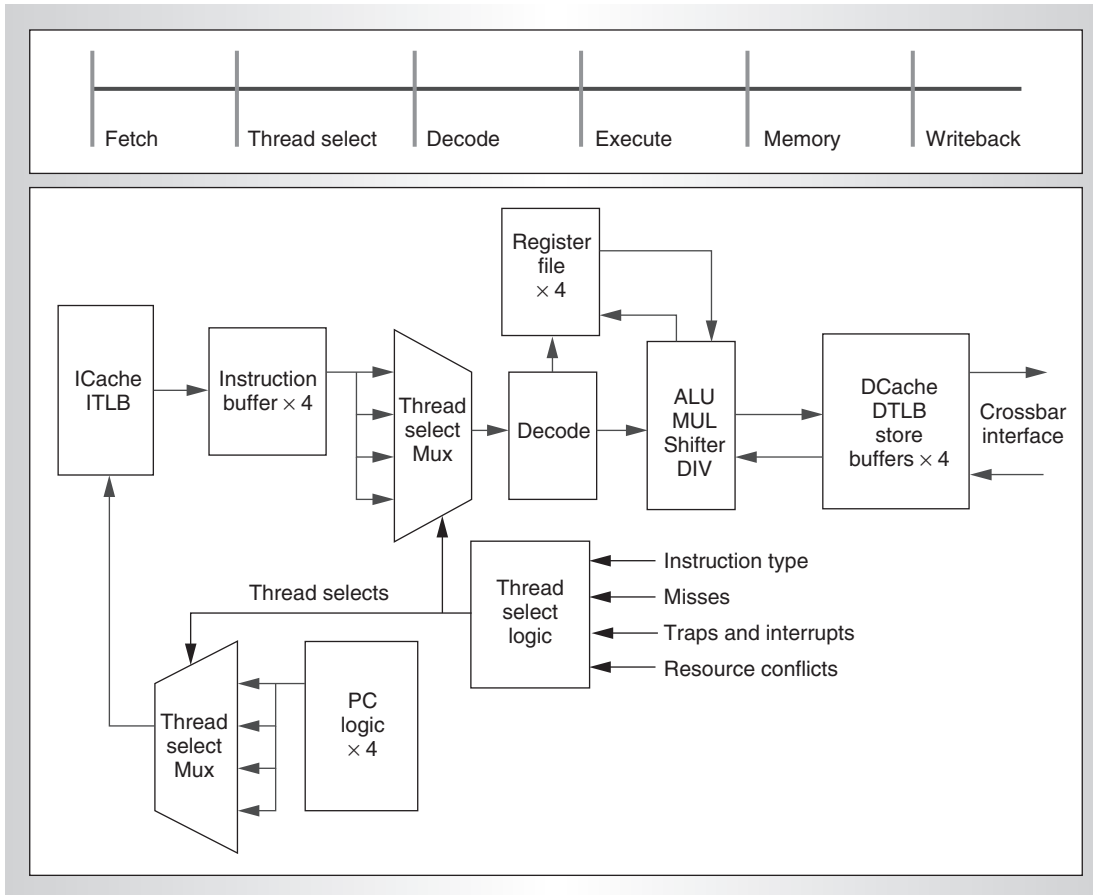 Fetch
Thread select
Decode
Execute
Memory
Writeback
Register
file
× 4
ICache
ITLB
Instruction
buffer × 4
Thread
select
Mux
Decode
ALU
MUL
Shifter
DIV
DCache
DTLB
store
buffers × 4
Crossbar
interface
Thread selects
Thread
select
logic
Instruction type
Misses
Traps and interrupts
Resource conflicts
Thread
select
Mux
PC
logic
× 4